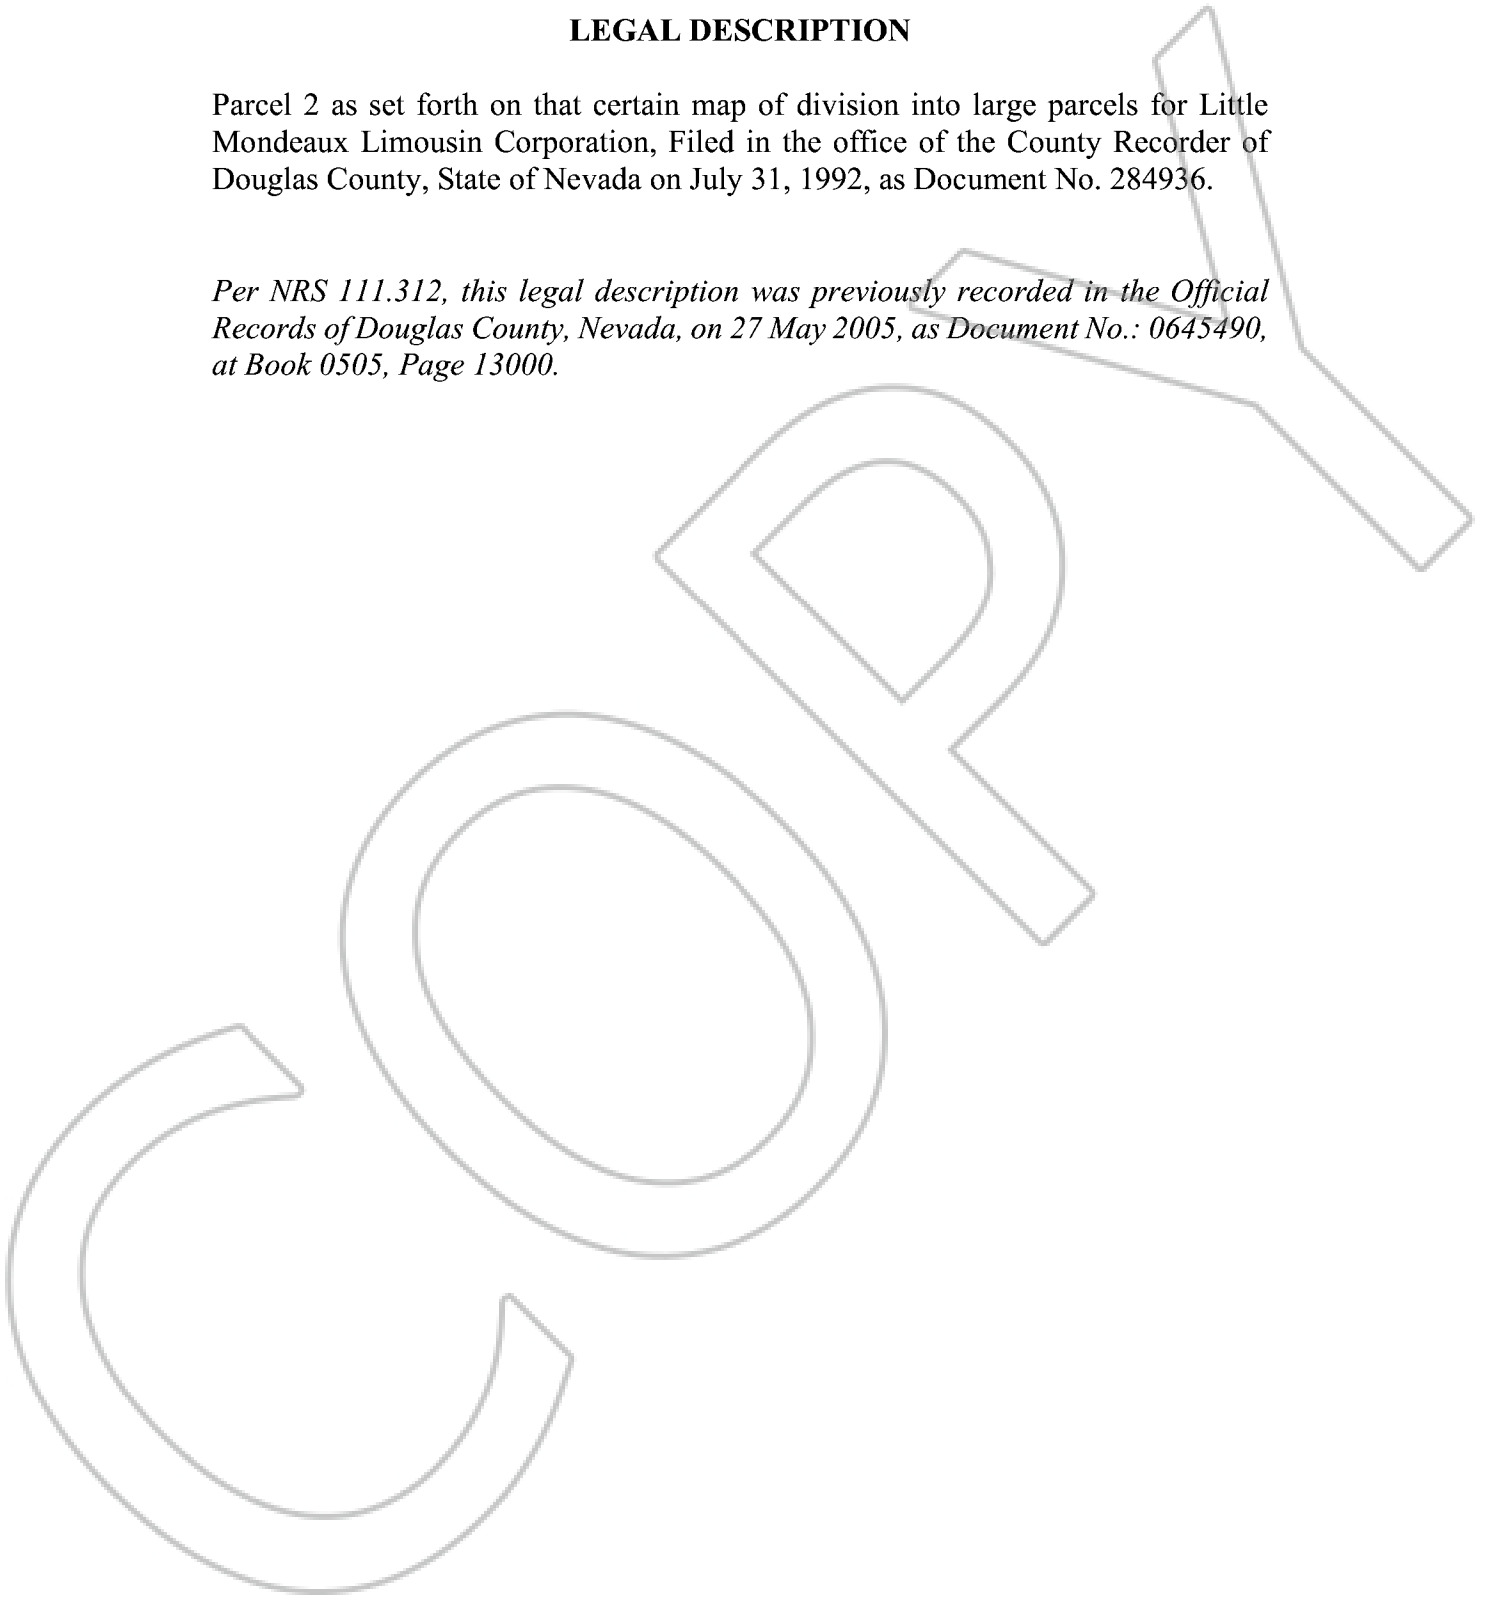 LEGAL DESCRIPTION
Parcel 2 as set forth on that certain map of division into large parcels for Little
Mondeaux Limousin Corporation, Filed in the office of the County Recorder of
Douglas County, State of Nevada on July 31, 1992, as Document No. 284936.
Per NRS 111.312, this legal description was previously recorded in the Official
Records of Douglas County, Nevada, on 27 May 2005, as Document No.: 0645490,
at Book 0505, Page 13000.
COPY